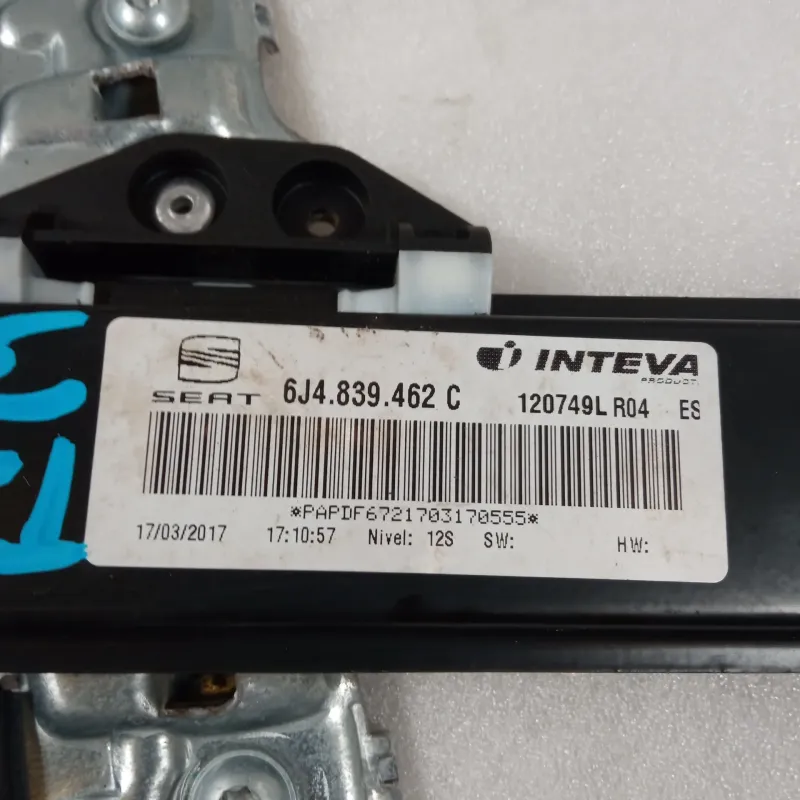 INTEVA
PRODUCT
SEAT 6J4.839.462 C 120749L R04 ES
*PAPDF6721703170555*
17/03/2017 17:10:57 Nivel: 12S SW: HW: